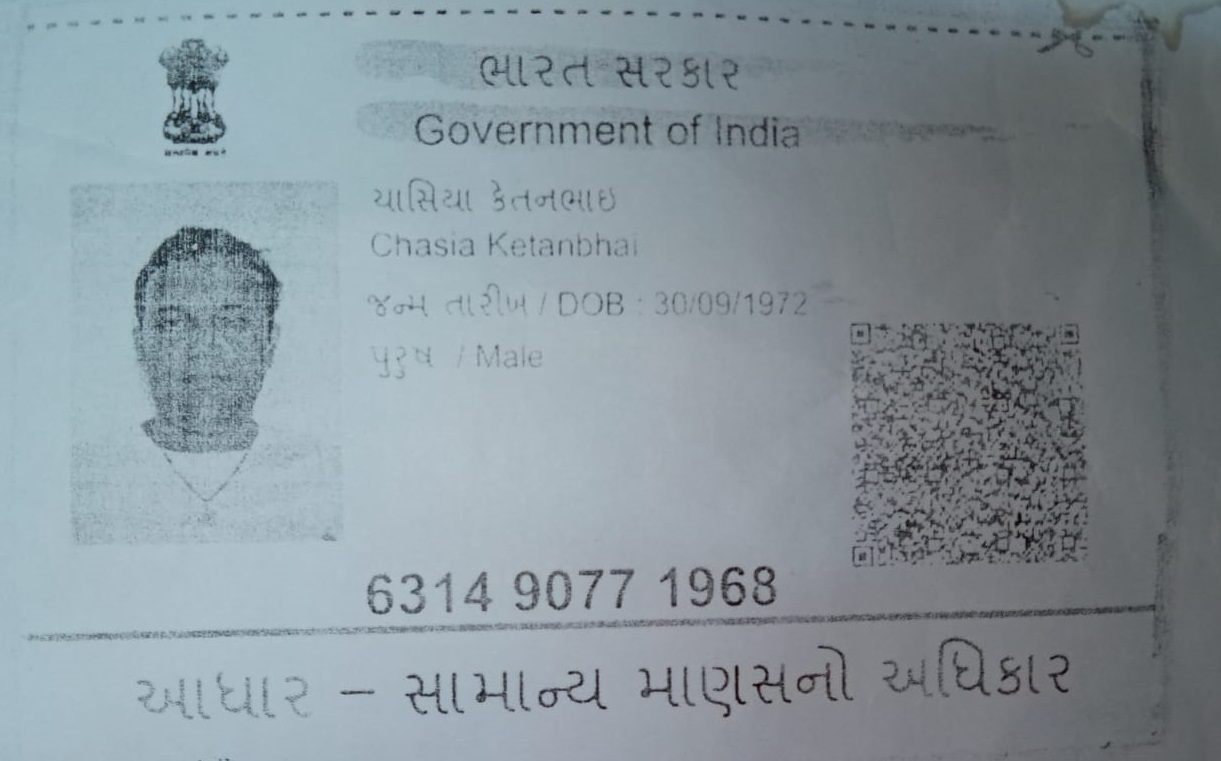 ભારત સરકાર
Government of India
ચાસિયા કેતનભાઇ
Chasia Ketanbhai
જન્મ તારીખ / DOB : 30/09/1972
પુરુષ / Male
6314 9077 1968
આધાર – સામાન્ય માણસનો અધિકાર